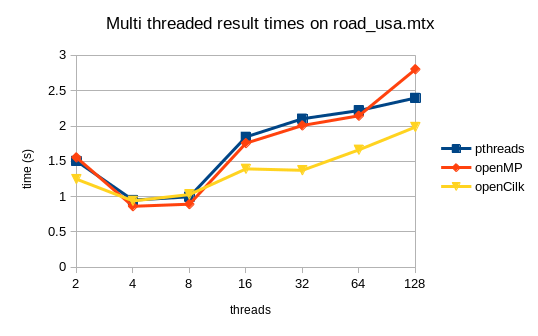 Multi threaded result times on road_usa.mtx
3
2.5
2
1.5
1
0.5
0
time (s)
2 4 8 16 32 64 128
threads
pthreads
openMP
openCilk